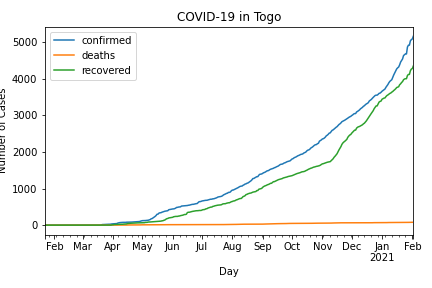 COVID-19 in Togo
confirmed
deaths
recovered
Number of Cases
5000
4000
3000
2000
1000
0
Feb Mar Apr May Jun Jul Aug Sep Oct Nov Dec Jan Feb
2021
Day